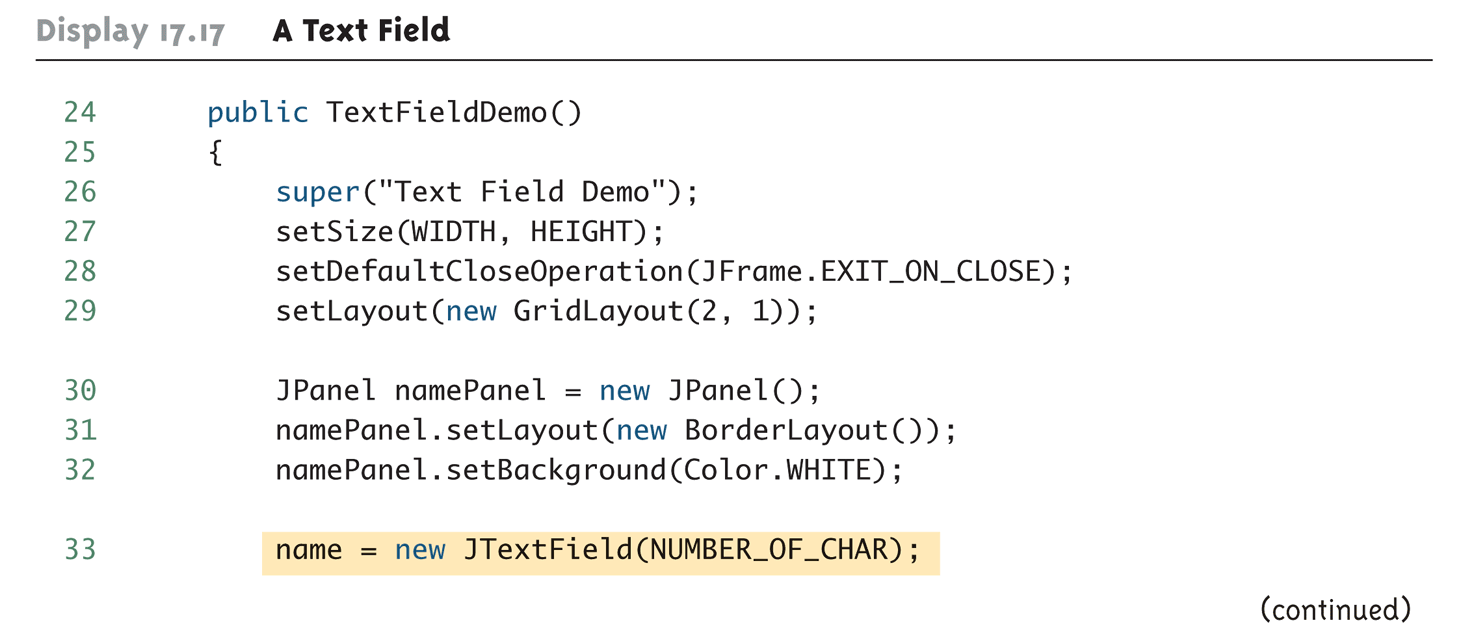 Display 17.17 A Text Field
24 public TextFieldDemo()
25 {
26 super("Text Field Demo");
27 setSize(WIDTH, HEIGHT);
28 setDefaultCloseOperation(JFrame.EXIT_ON_CLOSE);
29 setLayout(new GridLayout(2, 1));
30 JPanel namePanel = new JPanel();
31 namePanel.setLayout(new BorderLayout());
32 namePanel.setBackground(Color.WHITE);
33 name = new JTextField(NUMBER_OF_CHAR);
(continued)